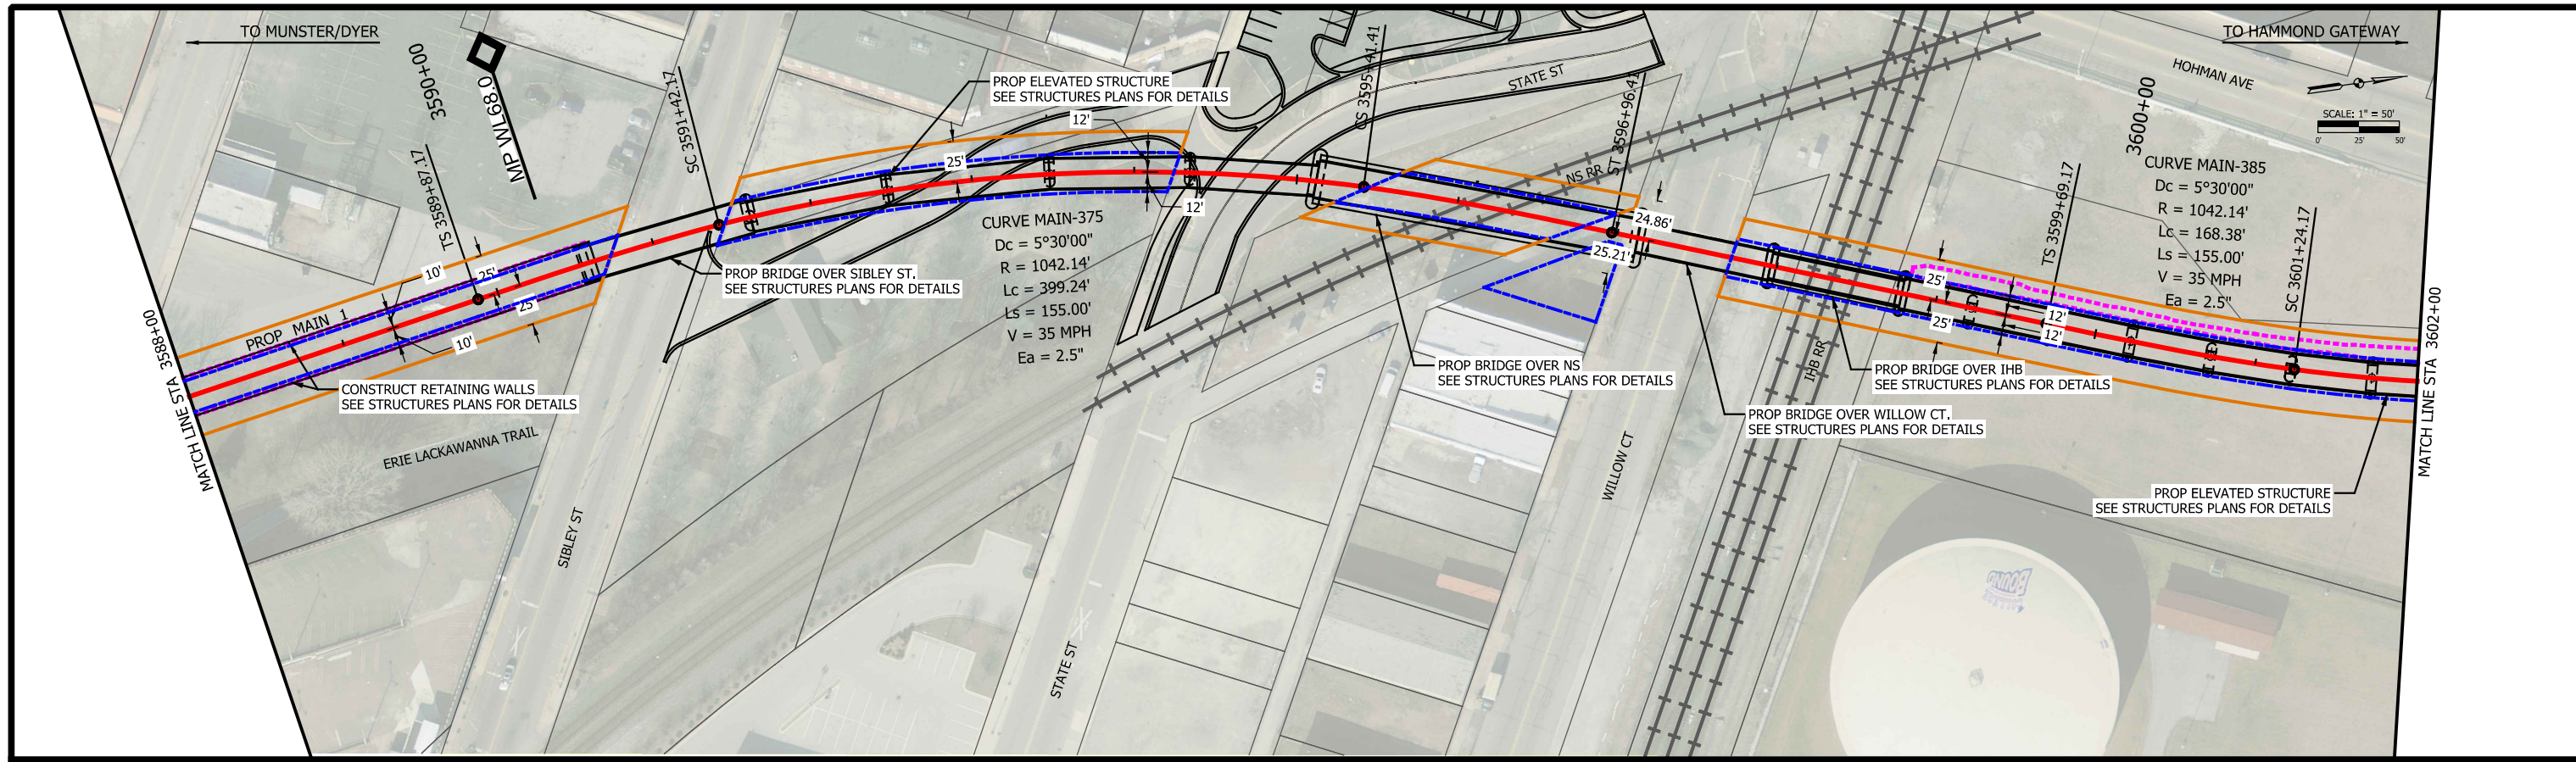 TO MUNSTER/DYER
TO HAMMOND GATEWAY
3590+00
MP WL68.0
SC 3591+42.17
TS 3589+87.17
PROP ELEVATED STRUCTURE
SEE STRUCTURES PLANS FOR DETAILS
12'
25'
12'
CS 3595+41.41
STATE ST
ST 3596+96.41
NS RR
HOHMAN AVE
SCALE: 1" = 50'
0' 25' 50'
3600+00
CURVE MAIN-385
Dc = 5°30'00"
R = 1042.14'
Lc = 168.38'
Ls = 155.00'
V = 35 MPH
Ea = 2.5"
TS 3599+69.17
SC 3601+24.17
CURVE MAIN-375
Dc = 5°30'00"
R = 1042.14'
Lc = 399.24'
Ls = 155.00'
V = 35 MPH
Ea = 2.5"
24.86'
25.21'
PROP BRIDGE OVER SIBLEY ST.
SEE STRUCTURES PLANS FOR DETAILS
10'
25'
25'
10'
PROP MAIN 1
CONSTRUCT RETAINING WALLS
SEE STRUCTURES PLANS FOR DETAILS
MATCH LINE STA 3588+00
ERIE LACKAWANNA TRAIL
SIBLEY ST
STATE ST
PROP BRIDGE OVER NS
SEE STRUCTURES PLANS FOR DETAILS
25'
25'
12'
12'
IHB RR
PROP BRIDGE OVER IHB
SEE STRUCTURES PLANS FOR DETAILS
PROP BRIDGE OVER WILLOW CT.
SEE STRUCTURES PLANS FOR DETAILS
WILLOW CT
PROP ELEVATED STRUCTURE
SEE STRUCTURES PLANS FOR DETAILS
MATCH LINE STA 3602+00
BOUND